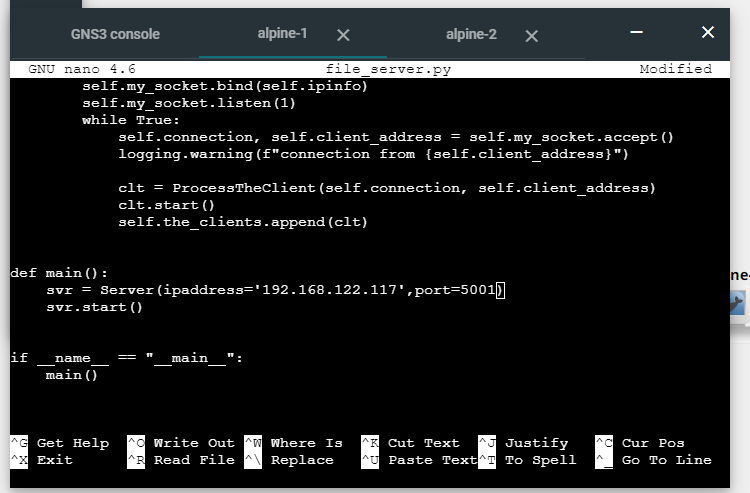 GNS3 console alpine-1 alpine-2
GNU nano 4.6 file_server.py Modified
        self.my_socket.bind(self.ipinfo)
        self.my_socket.listen(1)
        while True:
            self.connection, self.client_address = self.my_socket.accept()
            logging.warning(f"connection from {self.client_address}")
            clt = ProcessTheClient(self.connection, self.client_address)
            clt.start()
            self.the_clients.append(clt)
def main():
    svr = Server(ipaddress='192.168.122.117',port=5001)
    svr.start()
ne-
if __name__ == "__main__":
    main()
^G Get Help ^O Write Out ^W Where Is ^K Cut Text ^J Justify ^C Cur Pos
^X Exit ^R Read File ^\ Replace ^U Paste Text ^T To Spell ^_ Go To Line